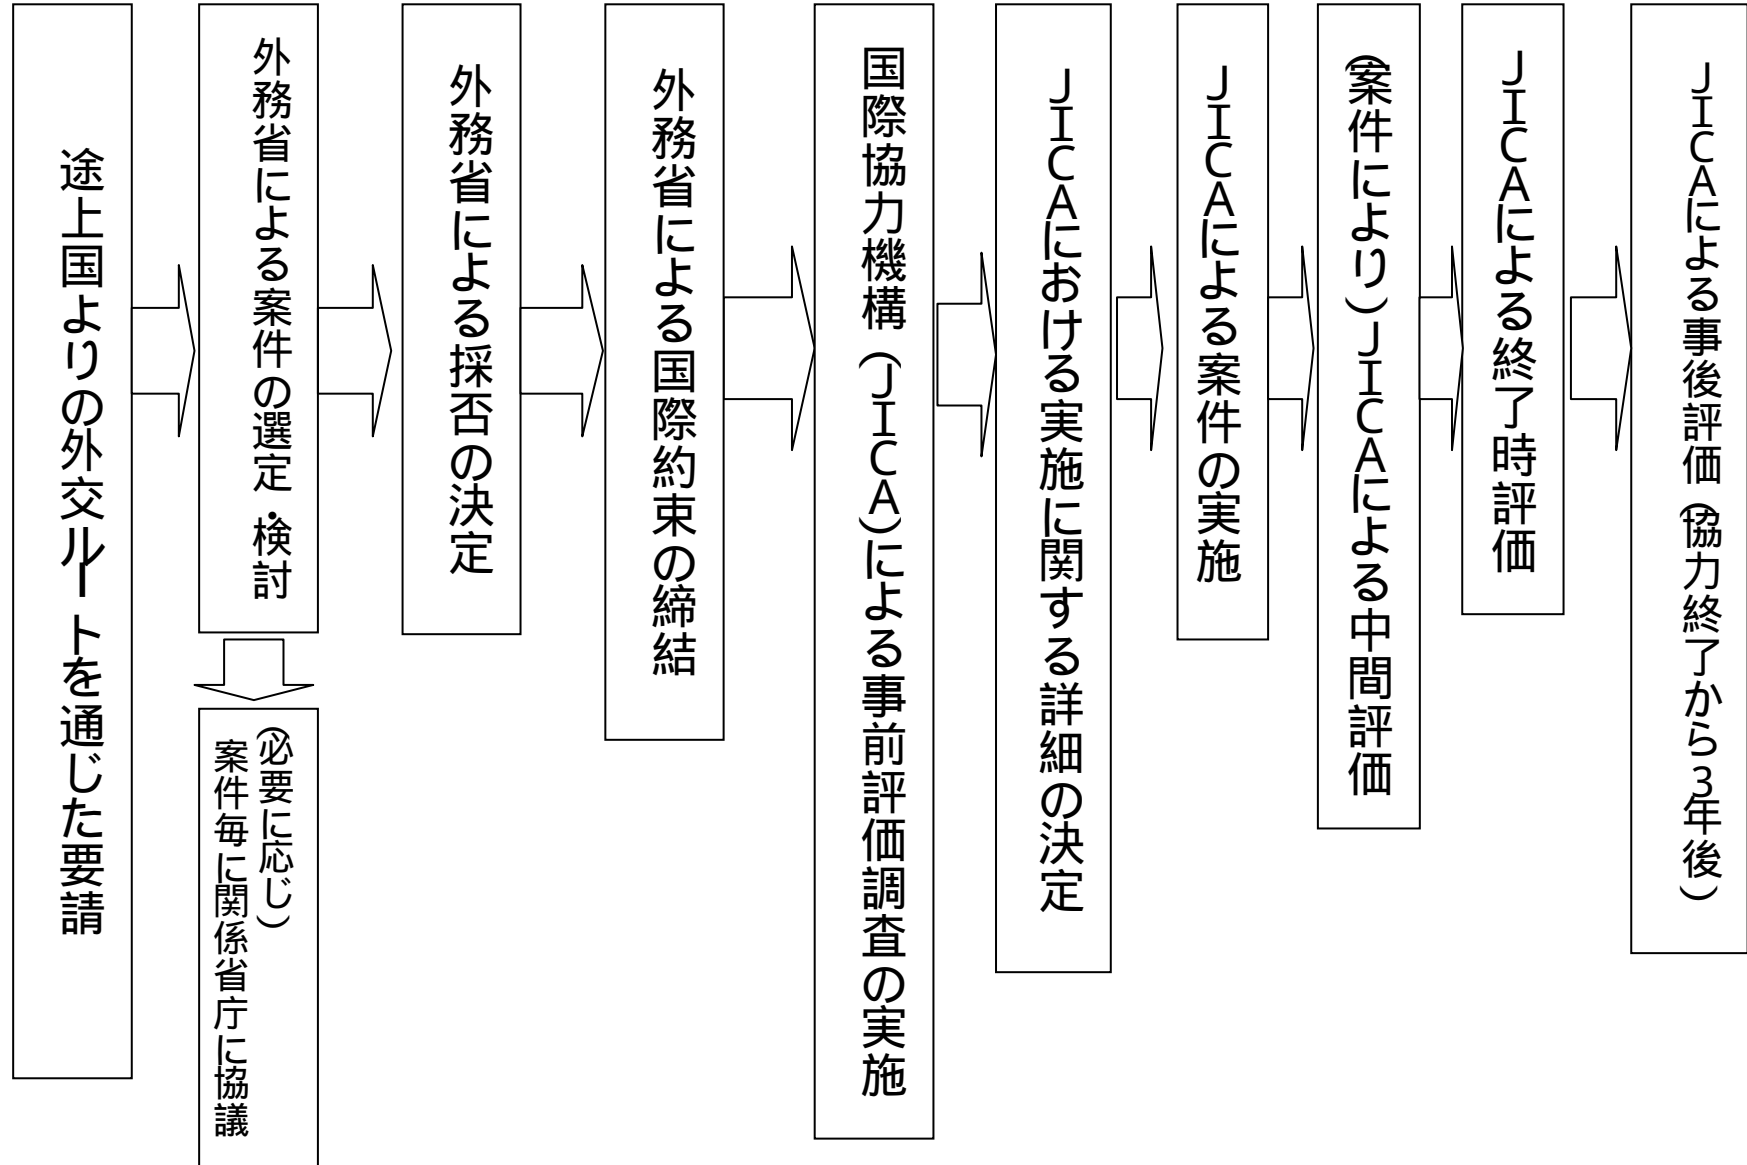 途上国よりの外交ルートを通じた要請
外務省による案件の選定・検討
(必要に応じ)
案件毎に関係省庁に協議
外務省による採否の決定
外務省による国際約束の締結
国際協力機構(JICA)による事前評価調査の実施
JICAにおける実施に関する詳細の決定
JICAによる案件の実施
(案件により)JICAによる中間評価
JICAによる終了時評価
JICAによる事後評価(協力終了から3年後)